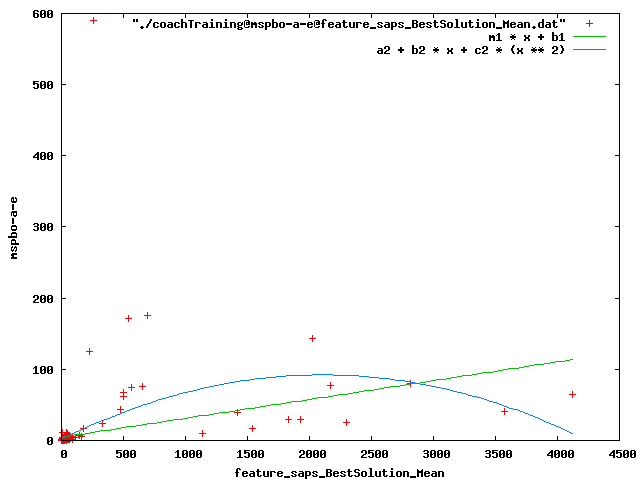 "./coachTraining@mspbo-a-e@feature_saps_BestSolution_Mean.dat"
m1 * x + b1
a2 + b2 * x + c2 * (x ** 2)
600
500
400
300
200
100
0
mspbo-a-e
0 500 1000 1500 2000 2500 3000 3500 4000 4500
feature_saps_BestSolution_Mean